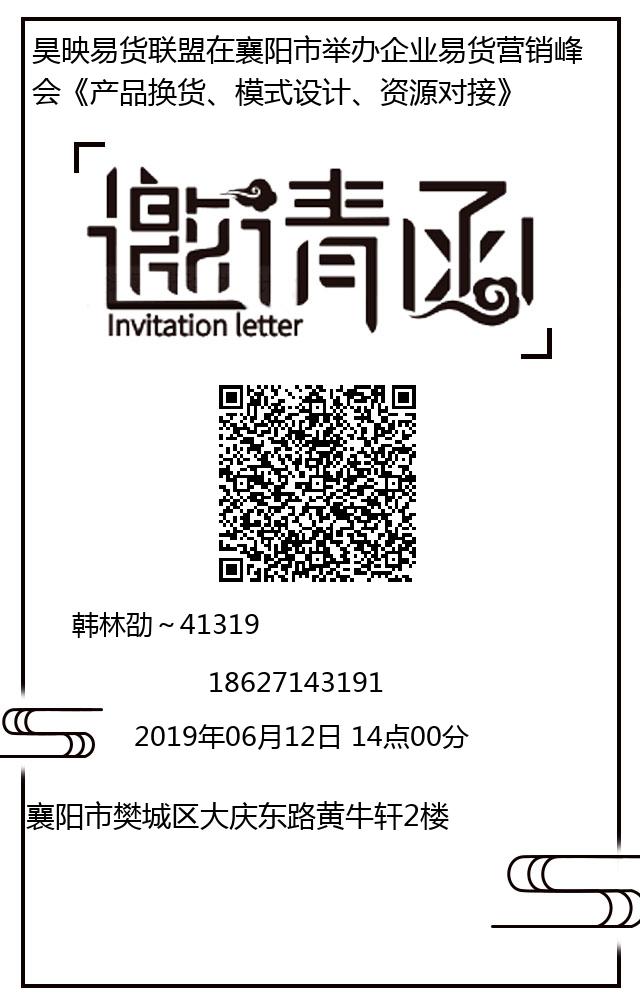 昊映易货联盟在襄阳市举办企业易货营销峰
会《产品换货、模式设计、资源对接》
邀请函
Invitation letter
韩林劭~41319
18627143191
2019年06月12日 14点00分
襄阳市樊城区大庆东路黄牛轩2楼